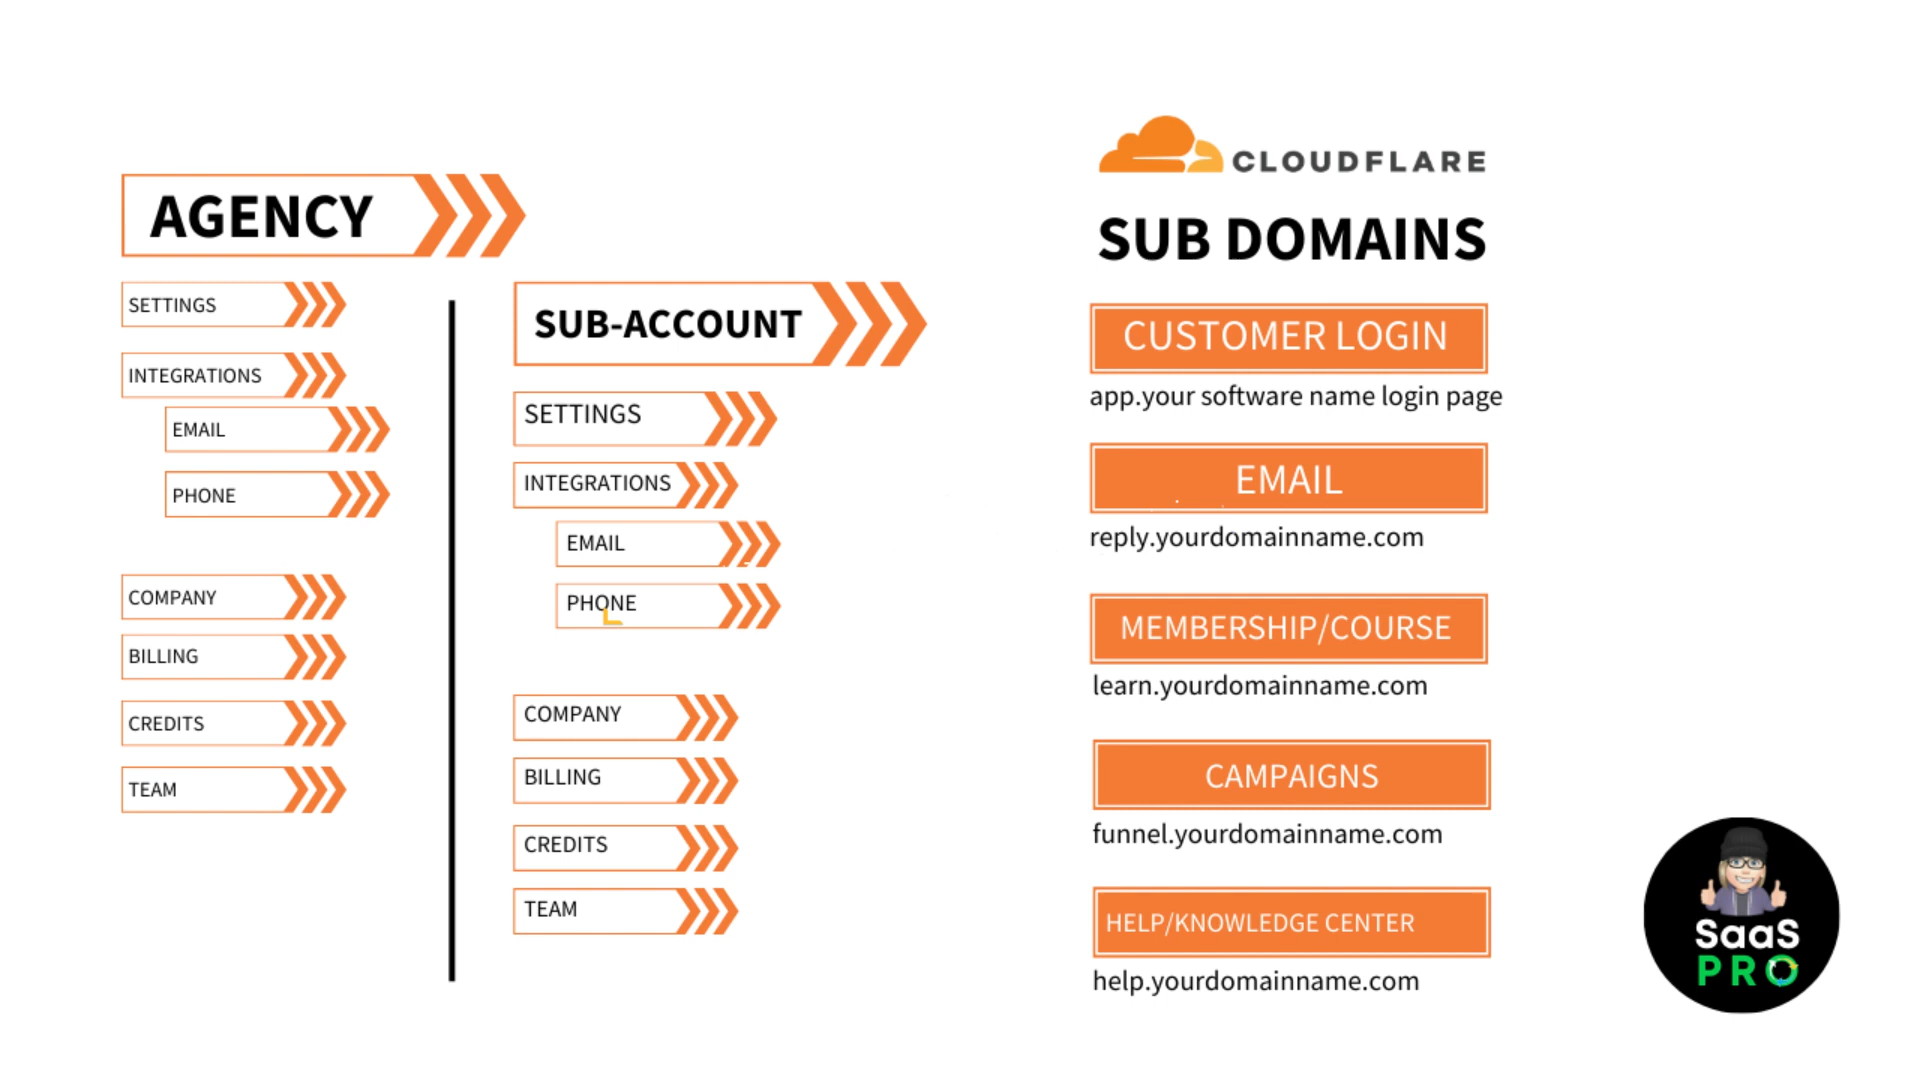 AGENCY
SETTINGS
INTEGRATIONS
EMAIL
PHONE
COMPANY
BILLING
CREDITS
TEAM
SUB-ACCOUNT
SETTINGS
INTEGRATIONS
EMAIL
PHONE
COMPANY
BILLING
CREDITS
TEAM
CLOUDFLARE
SUB DOMAINS
CUSTOMER LOGIN
app.your software name login page
EMAIL
reply.yourdomainname.com
MEMBERSHIP/COURSE
learn.yourdomainname.com
CAMPAIGNS
funnel.yourdomainname.com
HELP/KNOWLEDGE CENTER
help.yourdomainname.com
SaaS
PRO